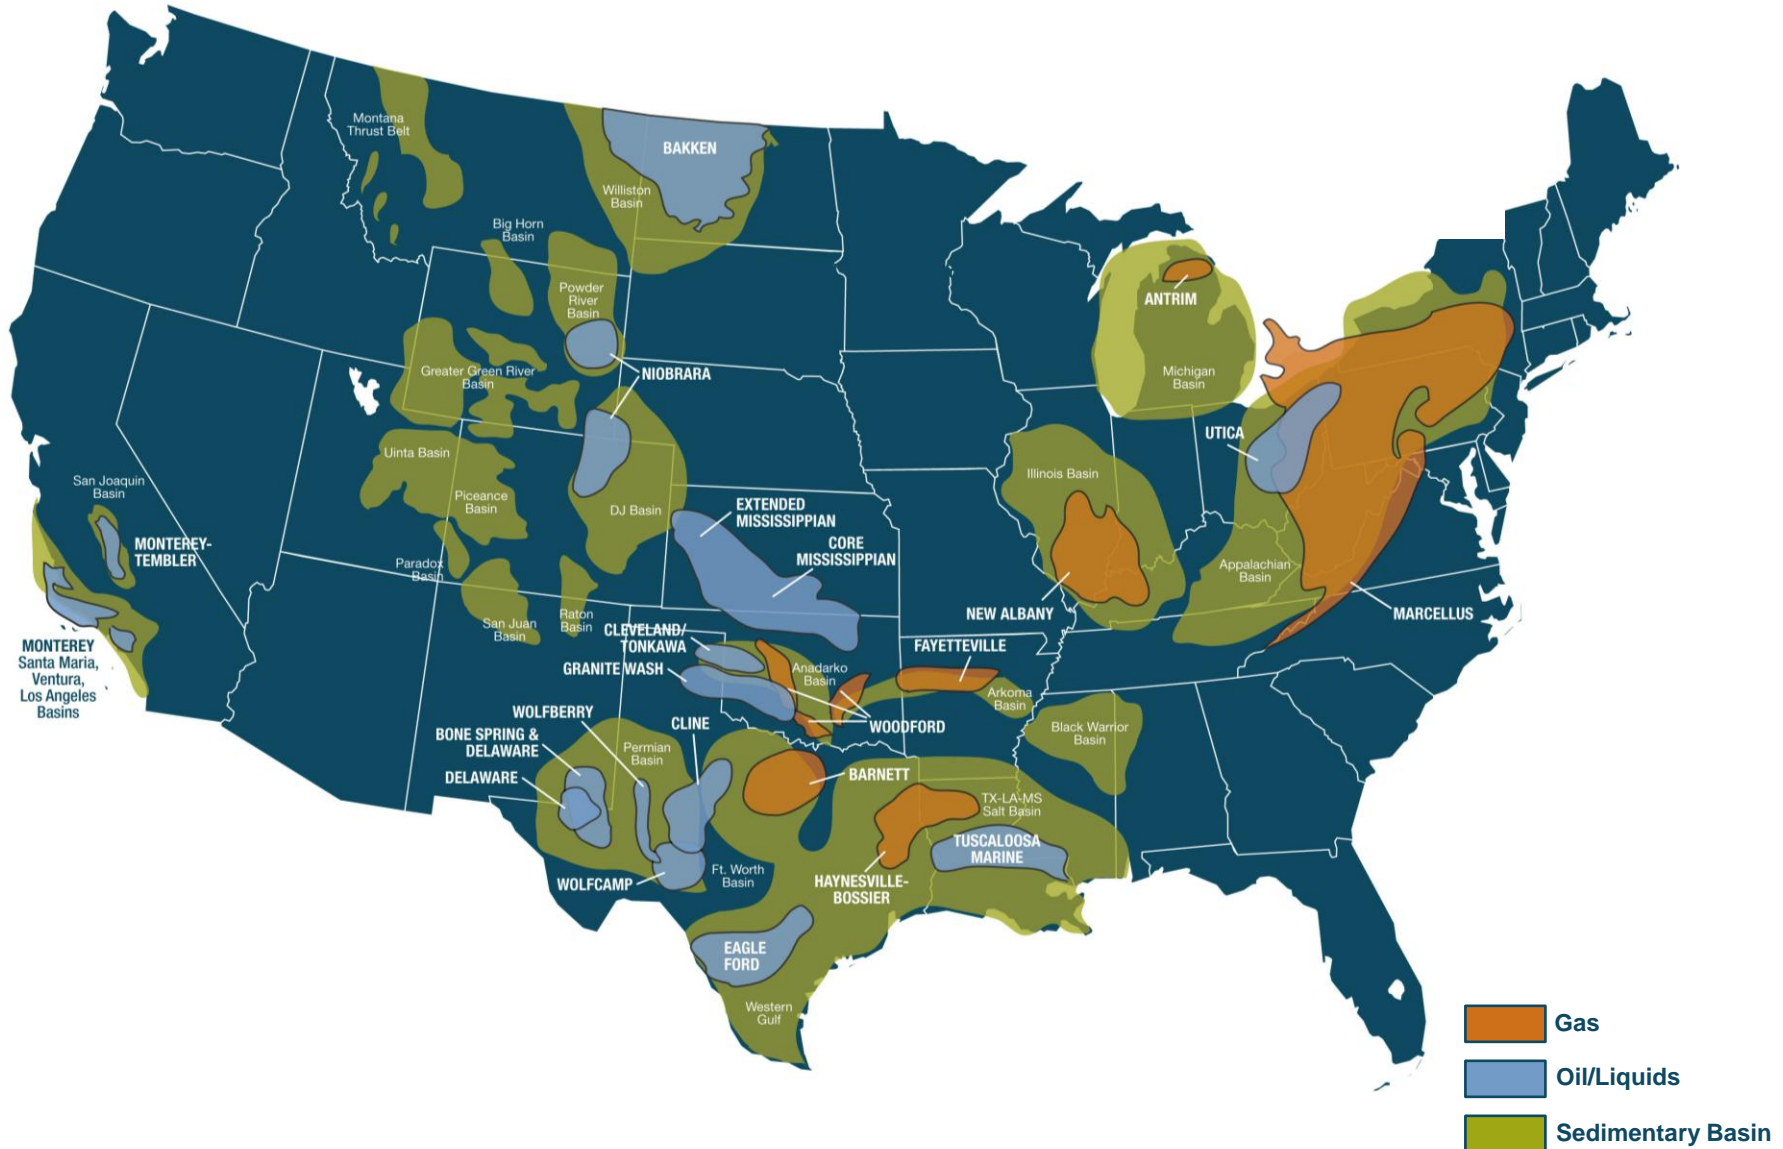 Montana
Thrust Belt
BAKKEN
Williston
Basin
Big Horn
Basin
Powder
River
Basin
NIOBRARA
Greater Green River
Basin
Uinta Basin
Piceance
Basin
DJ Basin
San Joaquin
Basin
MONTEREY-
TEMBLER
Paradox
Basin
San Juan
Basin
Raton
Basin
MONTEREY
Santa Maria,
Ventura,
Los Angeles
Basins
EXTENDED
MISSISSIPPIAN
CORE
MISSISSIPPIAN
CLEVELAND/
TONKAWA
GRANITE WASH
Anadarko
Basin
WOODFORD
FAYETTEVILLE
Arkoma
Basin
ANTRIM
Michigan
Basin
Illinois Basin
NEW ALBANY
UTICA
Appalachian
Basin
MARCELLUS
Black Warrior
Basin
WOLFBERRY
BONE SPRING &
DELAWARE
DELAWARE
Permian
Basin
CLINE
BARNETT
WOLFCAMP
Ft. Worth
Basin
TX-LA-MS
Salt Basin
TUSCALOOSA
MARINE
HAYNESVILLE-
BOSSIER
EAGLE
FORD
Western
Gulf
Gas
Oil/Liquids
Sedimentary Basin